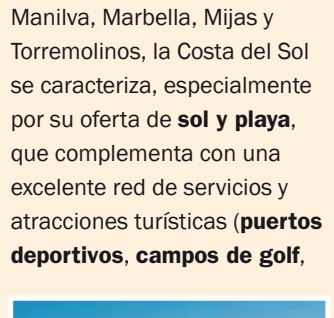 Manilva, Marbella, Mijas y
Torremolinos, la Costa del Sol
se caracteriza, especialmente
por su oferta de sol y playa,
que complementa con una
excelente red de servicios y
atracciones turísticas (puertos
deportivos, campos de golf,